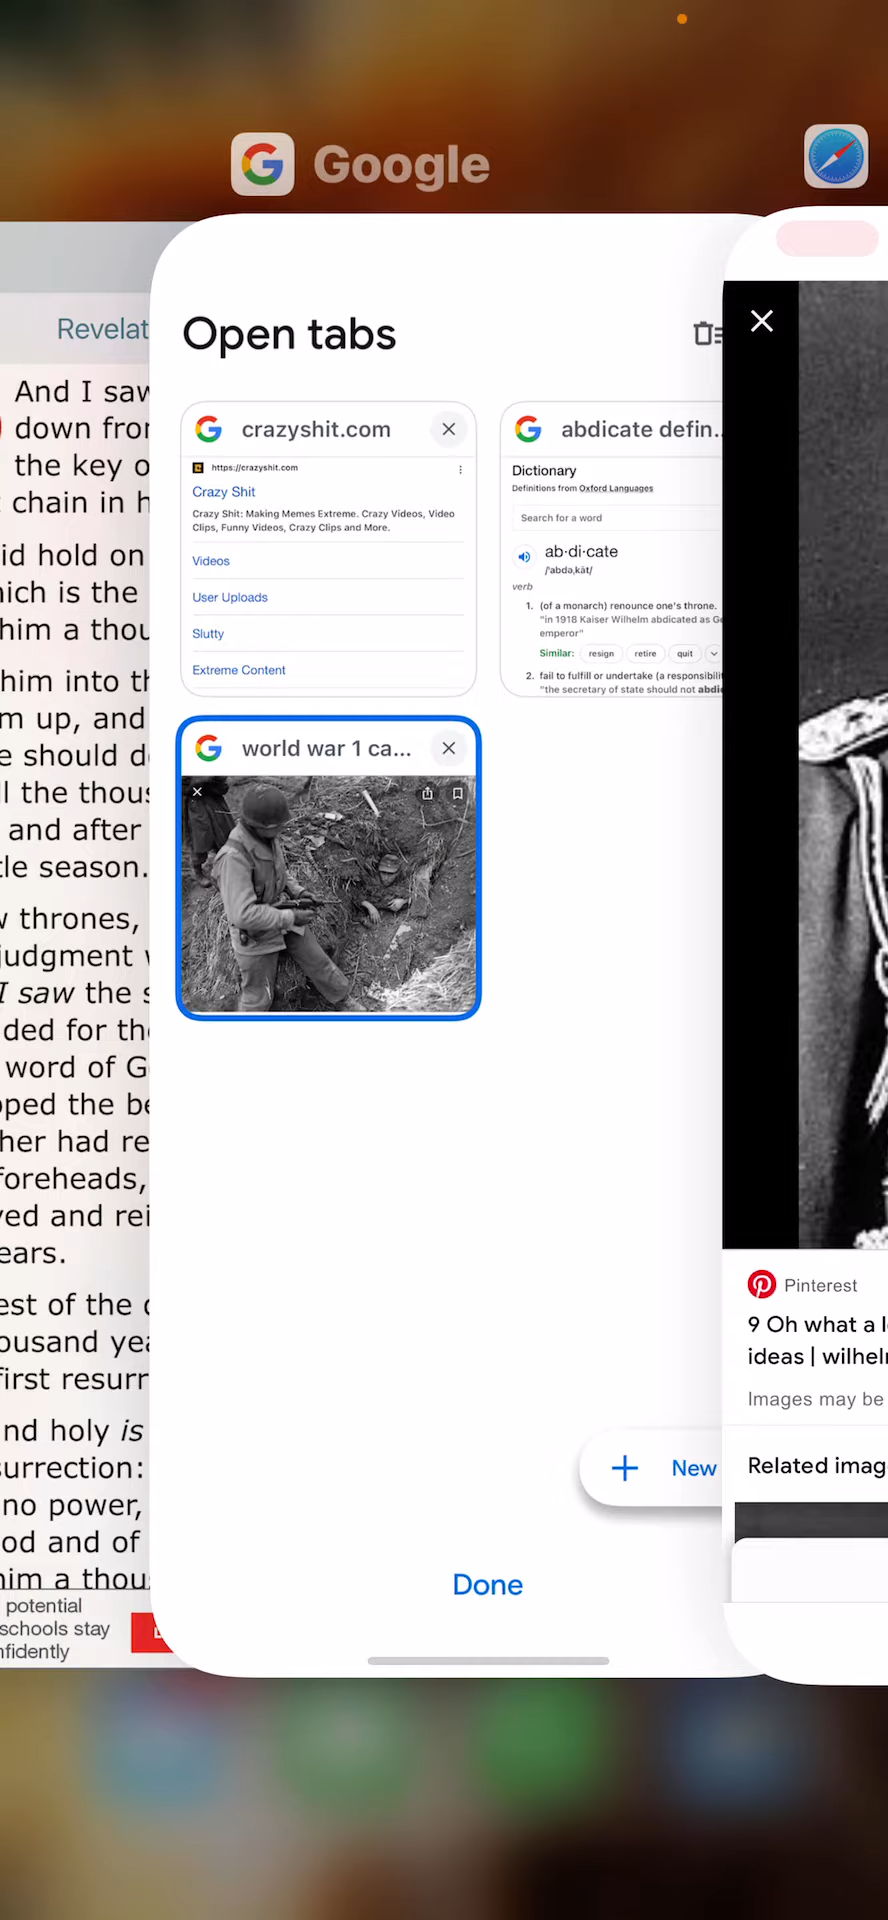 Google
Revelat
And I saw
down from
the key o
chain in h
id hold on
hich is the
him a thou
him into th
m up, and
e should d
ll the thous
and after
tle season.
w thrones,
judgment w
I saw the s
ded for the
word of G
pped the be
her had re
foreheads,
ved and rei
ears.
est of the d
ousand yea
first resurr
nd holy is
surrection:
no power,
od and of
him a thou
potential
schools stay
nfidently
Open tabs
crazyshit.com
https://crazyshit.com
Crazy Shit
Crazy Shit: Making Memes Extreme. Crazy Videos, Video
Clips, Funny Videos, Crazy Clips and More.
Videos
User Uploads
Slutty
Extreme Content
abdicate defin...
Dictionary
Definitions from Oxford Languages
Search for a word
ab·di·cate
/ˈabdəˌkāt/
verb
1. (of a monarch) renounce one's throne.
"in 1918 Kaiser Wilhelm abdicated as Ge
emperor"
Similar: resign retire quit
2. fail to fulfill or undertake (a responsibilit
"the secretary of state should not abdi
world war 1 ca...
New
Done
Pinterest
9 Oh what a l
ideas | wilheln
Images may be
Related imag